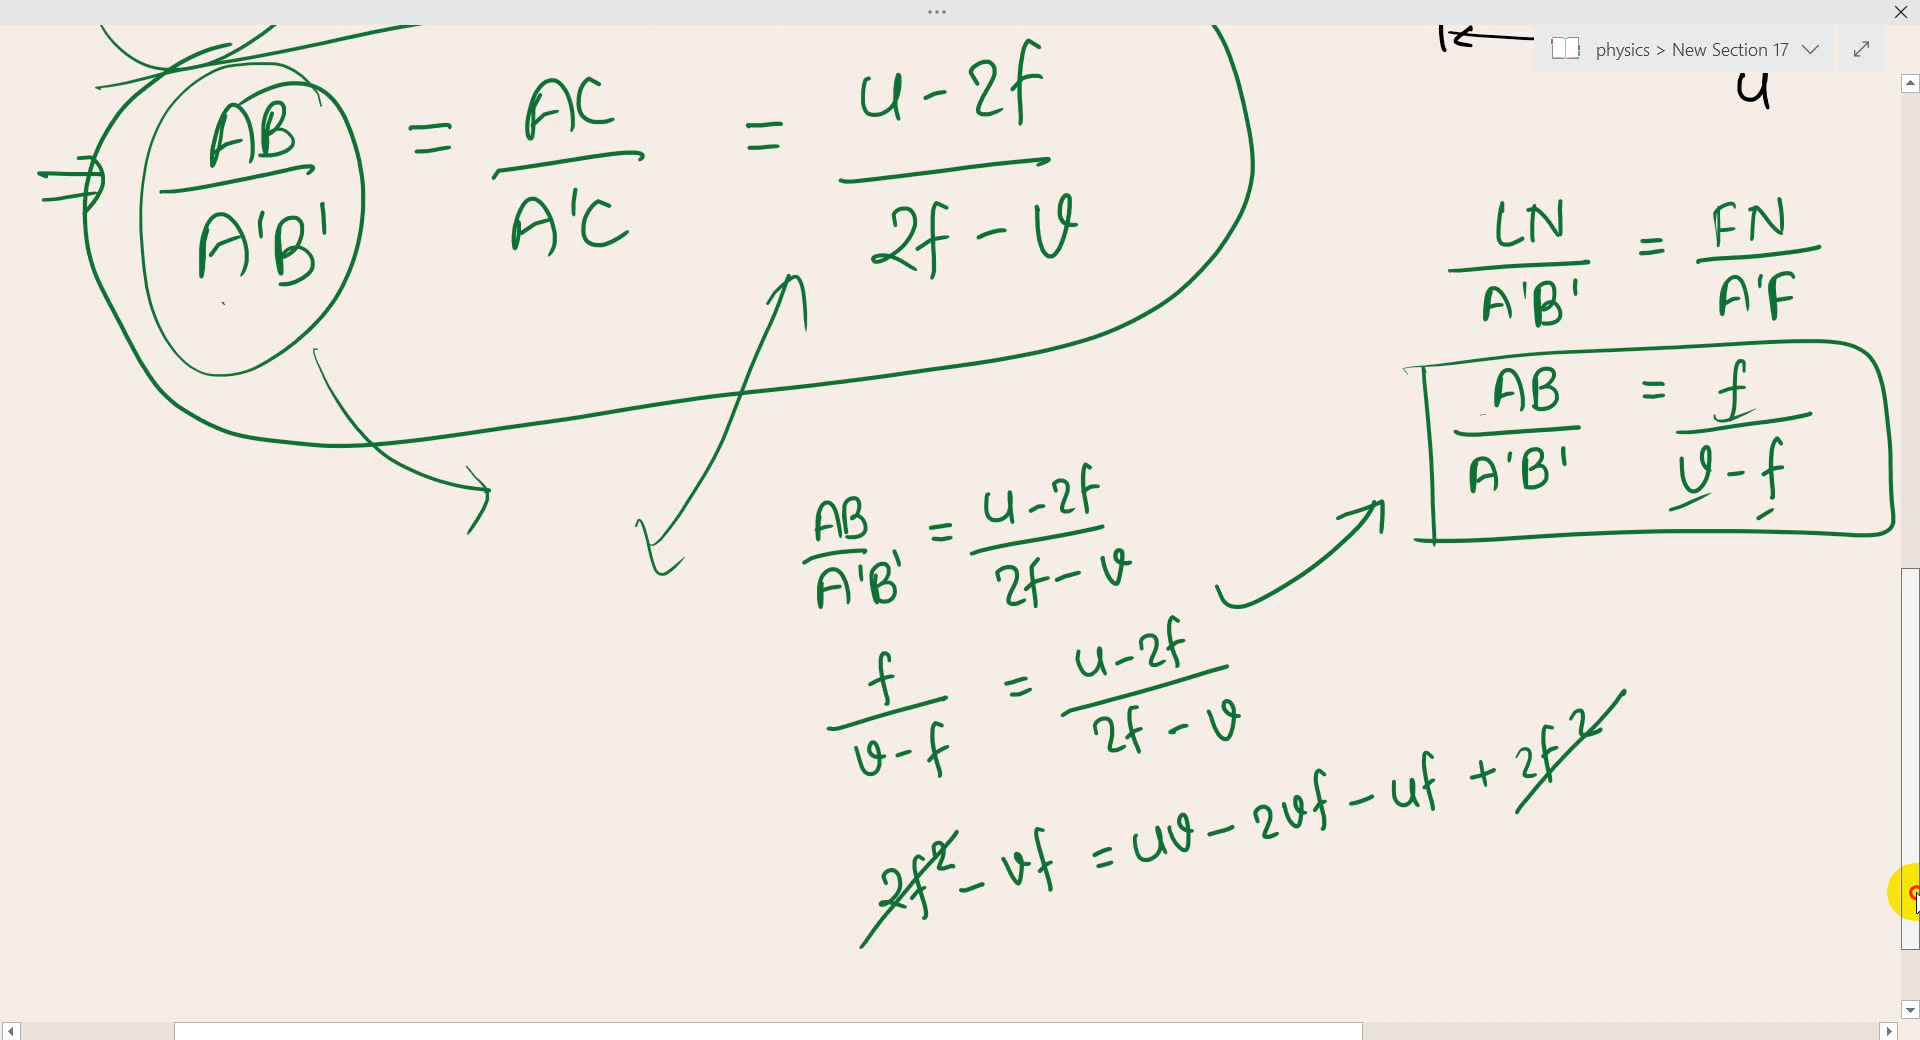 physics > New Section 17
u
⇒ AB/A'B' = AC/A'C = u - 2f/2f - v
LN/A'B' = FN/A'F
AB/A'B' = f/v - f
AB/A'B' = u - 2f/2f - v
f/v - f = u - 2f/2f - v
2f² - vf = uv - 2vf - uf + 2f²